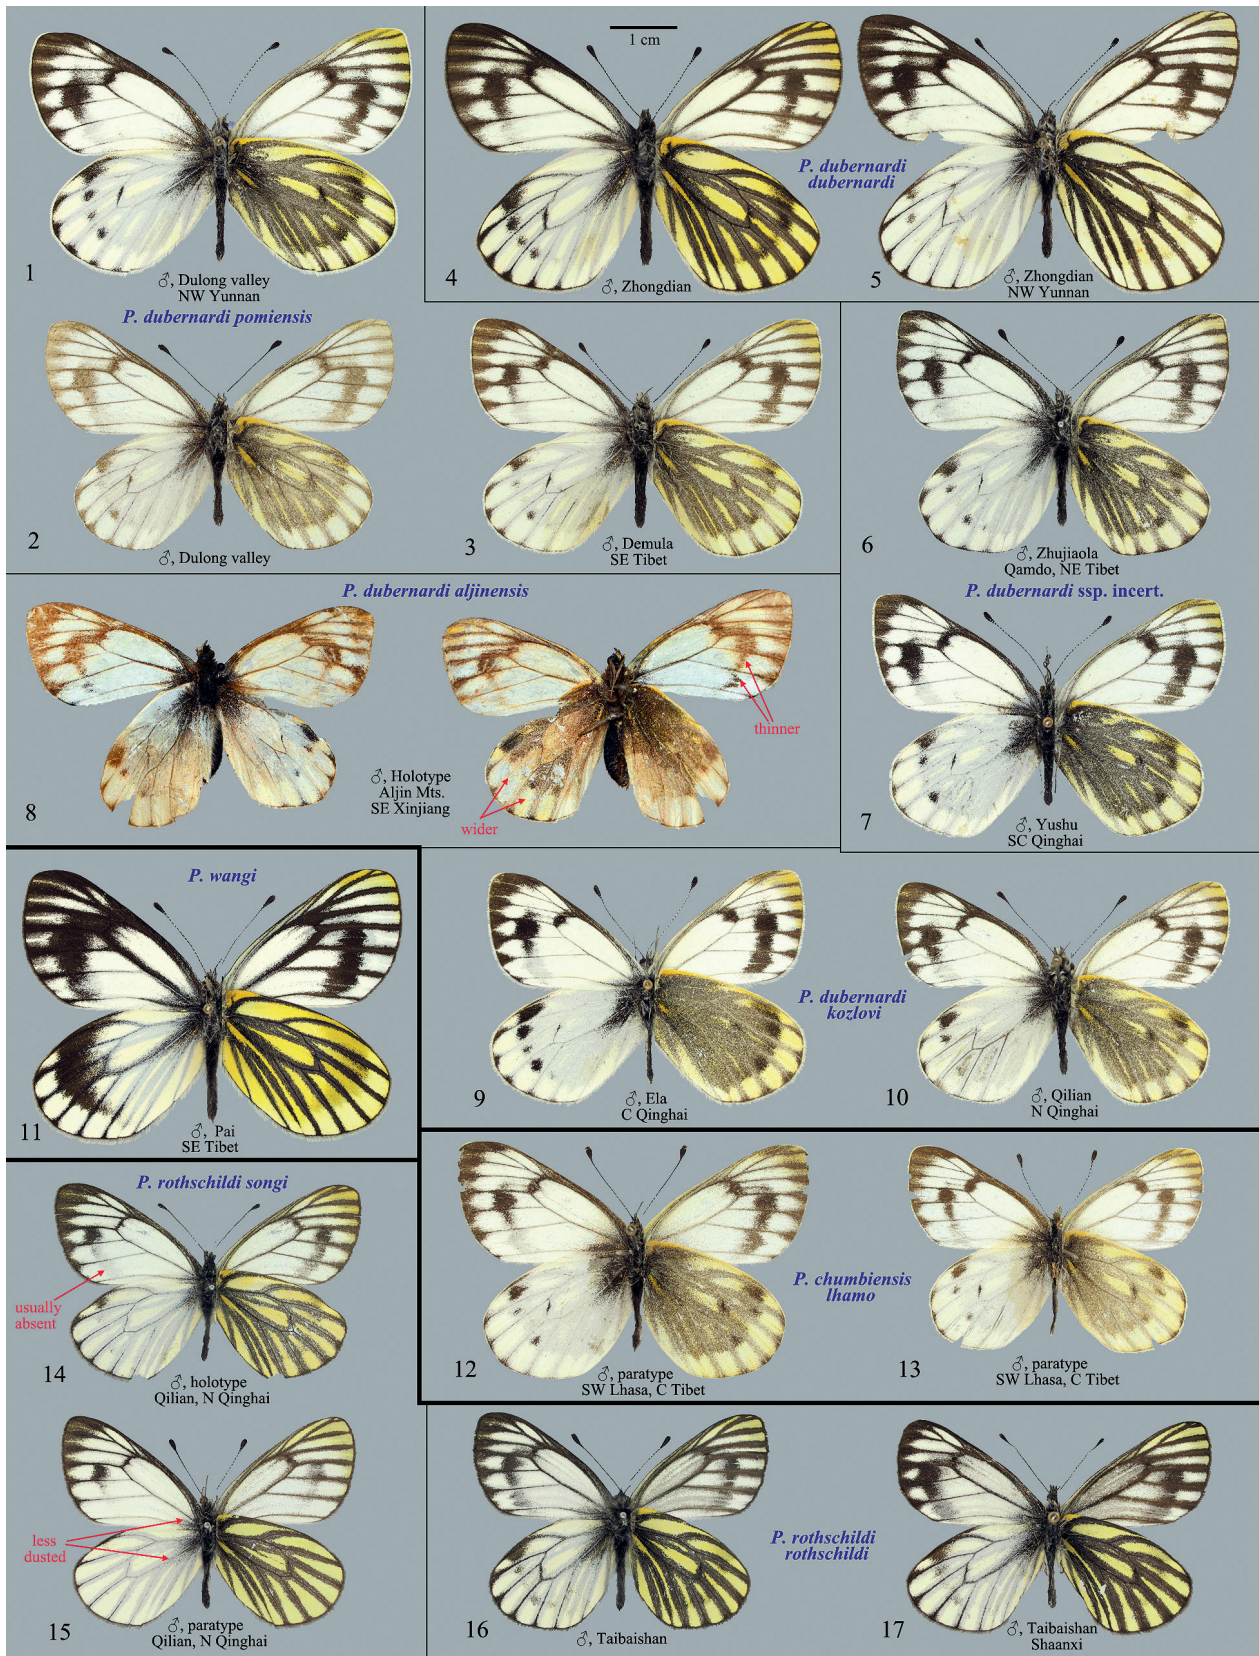 1 cm
P. dubernardi
dubernardi
1
♂, Dulong valley
NW Yunnan
4
♂, Zhongdian
5
♂, Zhongdian
NW Yunnan
P. dubernardi pomiensis
2
♂, Dulong valley
3
♂, Demula
SE Tibet
6
♂, Zhujiaola
Qamdo, NE Tibet
P. dubernardi aljinensis
P. dubernardi ssp. incert.
thinner
8
♂, Holotype
Aljin Mts.
SE Xinjiang
wider
7
♂, Yushu
SC Qinghai
P. wangi
11
♂, Pai
SE Tibet
P. dubernardi
kozlovi
9
♂, Ela
C Qinghai
10
♂, Qilian
N Qinghai
P. rothschildi songi
usually
absent
14
♂, holotype
Qilian, N Qinghai
P. chumbiensis
lhamo
12
♂, paratype
SW Lhasa, C Tibet
13
♂, paratype
SW Lhasa, C Tibet
less
dusted
15
♂, paratype
Qilian, N Qinghai
P. rothschildi
rothschildi
16
♂, Taibaishan
17
♂, Taibaishan
Shaanxi